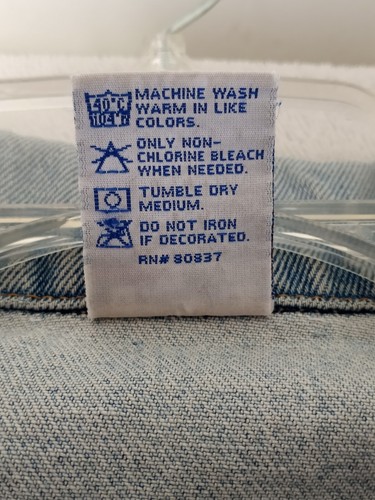 40°C
104°F
MACHINE WASH
WARM IN LIKE
COLORS.
ONLY NON-
CHLORINE BLEACH
WHEN NEEDED.
TUMBLE DRY
MEDIUM.
DO NOT IRON
IF DECORATED.
RN# 80837